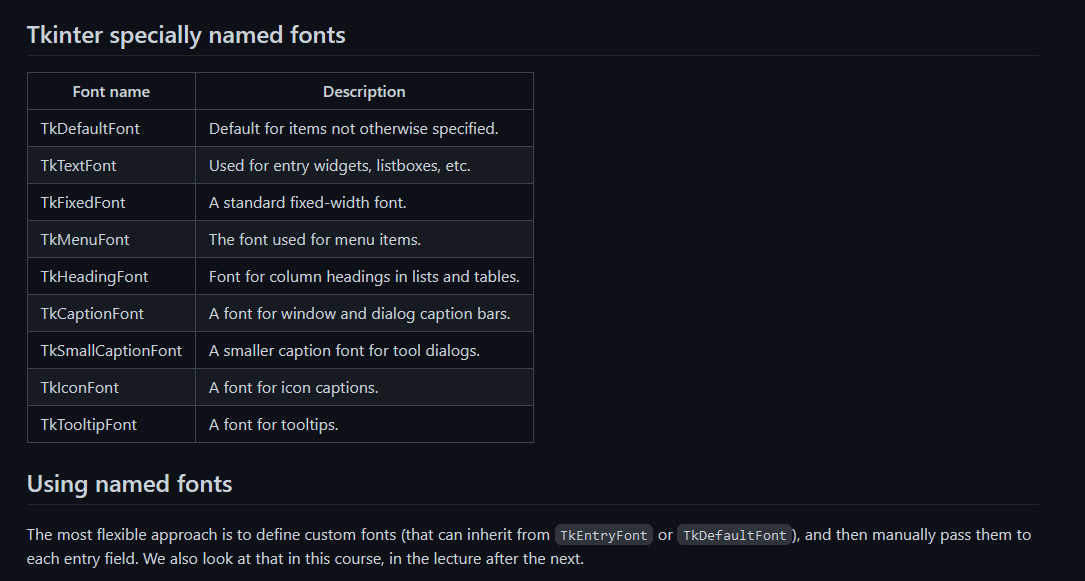 Tkinter specially named fonts
Font name Description
TkDefaultFont Default for items not otherwise specified.
TkTextFont Used for entry widgets, listboxes, etc.
TkFixedFont A standard fixed-width font.
TkMenuFont The font used for menu items.
TkHeadingFont Font for column headings in lists and tables.
TkCaptionFont A font for window and dialog caption bars.
TkSmallCaptionFont A smaller caption font for tool dialogs.
TkIconFont A font for icon captions.
TkTooltipFont A font for tooltips.
Using named fonts
The most flexible approach is to define custom fonts (that can inherit from TkEntryFont or TkDefaultFont), and then manually pass them to
each entry field. We also look at that in this course, in the lecture after the next.